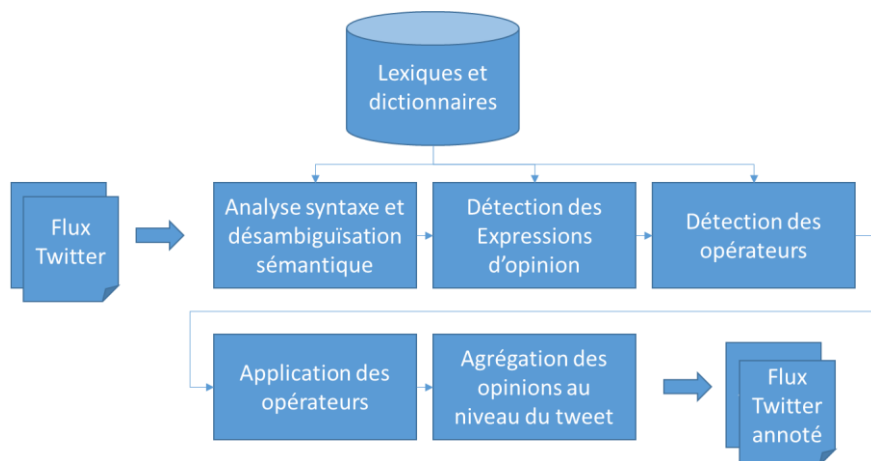 Lexiques et
dictionnaires
Flux
Twitter
Analyse syntaxe et
désambiguïsation
sémantique
Détection des
Expressions
d'opinion
Détection des
opérateurs
Application des
opérateurs
Agrégation des
opinions au
niveau du tweet
Flux
Twitter
annoté